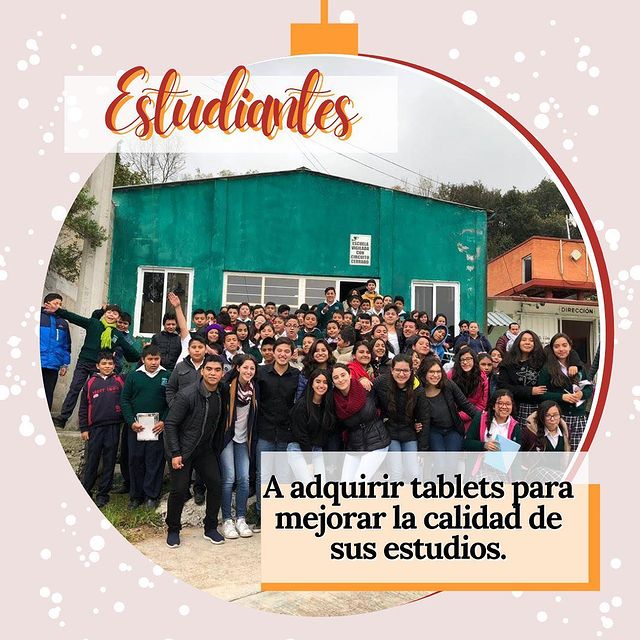 Estudiantes
ESCUELA
VIGILADA
CON
CIRCUITO
CERRADO
DIRECCIÓN
A adquirir tablets para
mejorar la calidad de
sus estudios.